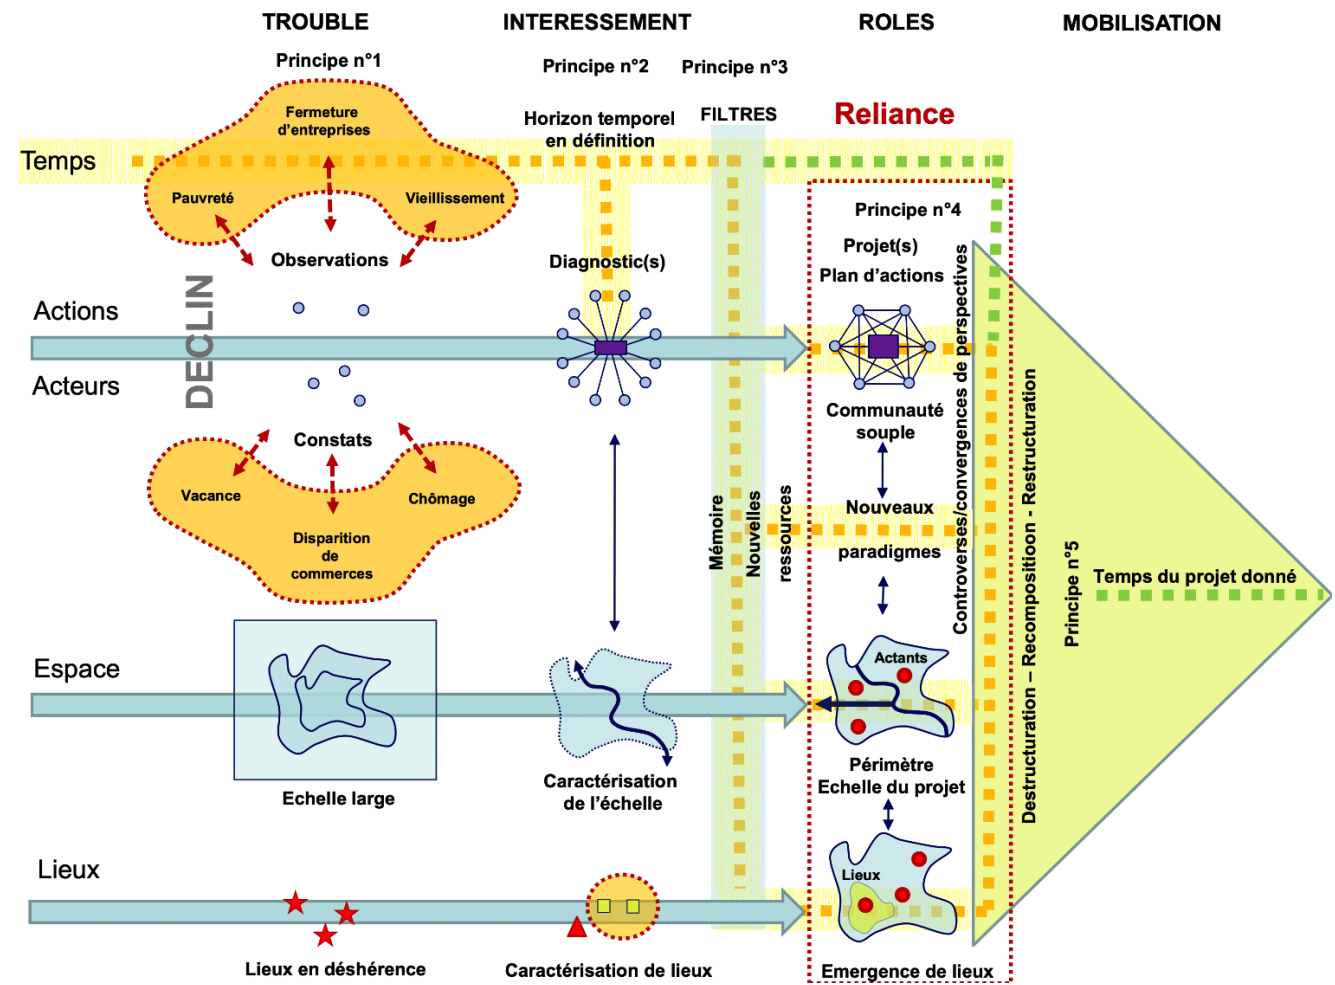 TROUBLE
INTERESSEMENT
ROLES
MOBILISATION
Principe n°1
Principe n°2
Principe n°3
Fermeture
d'entreprises
Horizon temporel
en définition
FILTRES
Reliance
Temps
Pauvreté
Vieillissement
Principe n°4
Observations
Diagnostic(s)
Projet(s)
Plan d'actions
Actions
DECLIN
Acteurs
Constats
Communauté
souple
Vacance
Chômage
Disparition
de
commerces
Mémoire
Nouvelles
ressources
Nouveaux
paradigmes
Controverses/convergences de perspectives
Destructuration – Recompositioon - Restructuration
Principe n°5
Temps du projet donné
Espace
Actants
Echelle large
Caractérisation
de l'échelle
Périmètre
Echelle du projet
Lieux
Lieux
Lieux en déshérence
Caractérisation de lieux
Emergence de lieux